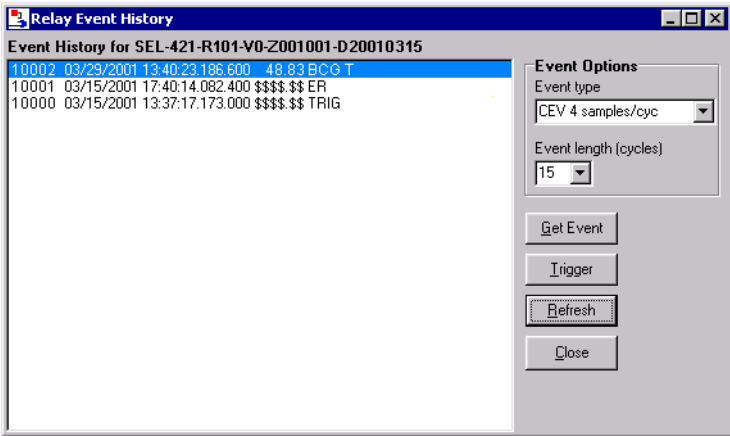 Relay Event History
Event History for SEL-421-R101-V0-Z001001-D20010315
10002 03/29/2001 13:40:23.186.600 48.83 BCG T
10001 03/15/2001 17:40:14.082.400 $$$$.$$ ER
10000 03/15/2001 13:37:17.173.000 $$$$.$$ TRIG
Event Options
Event type
CEV 4 samples/cyc
Event length (cycles)
15
Get Event
Trigger
Refresh
Close